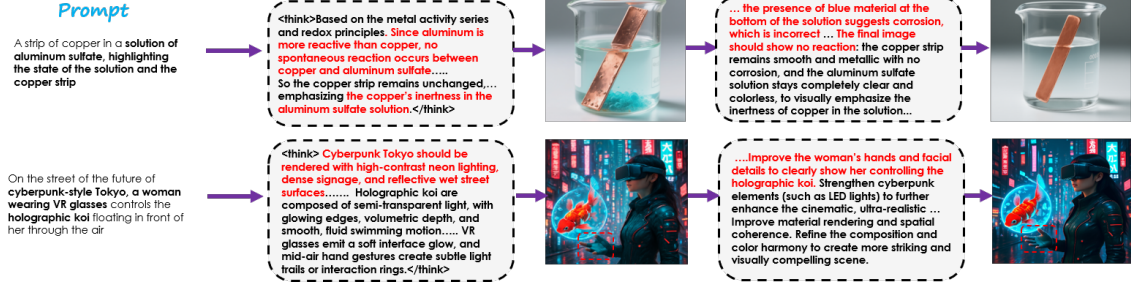 Prompt
A strip of copper in a solution of
aluminum sulfate, highlighting
the state of the solution and the
copper strip
<think>Based on the metal activity series
and redox principles. Since aluminum is
more reactive than copper, no
spontaneous reaction occurs between
copper and aluminum sulfate.....
So the copper strip remains unchanged,...
emphasizing the copper's inertness in the
aluminum sulfate solution.</think>
... the presence of blue material at the
bottom of the solution suggests corrosion,
which is incorrect ... The final image
should show no reaction: the copper strip
remains smooth and metallic with no
corrosion, and the aluminum sulfate
solution stays completely clear and
colorless, to visually emphasize the
inertness of copper in the solution...
On the street of the future of
cyberpunk-style Tokyo, a woman
wearing VR glasses controls the
holographic koi floating in front of
her through the air
<think> Cyberpunk Tokyo should be
rendered with high-contrast neon lighting,
dense signage, and reflective wet street
surfaces....... Holographic koi are
composed of semi-transparent light, with
glowing edges, volumetric depth, and
smooth, fluid swimming motion..... VR
glasses emit a soft interface glow, and
mid-air hand gestures create subtle light
trails or interaction rings.</think>
....Improve the woman's hands and facial
details to clearly show her controlling the
holographic koi. Strengthen cyberpunk
elements (such as LED lights) to further
enhance the cinematic, ultra-realistic ...
Improve material rendering and spatial
coherence. Refine the composition and
color harmony to create more striking and
visually compelling scene.